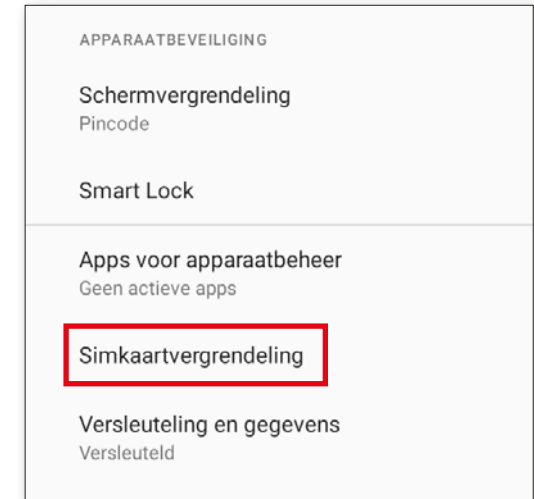 APPARAATBEVEILIGING
Schermvergrendeling
Pincode
Smart Lock
Apps voor apparaatbeheer
Geen actieve apps
Simkaartvergrendeling
Versleuteling en gegevens
Versleuteld